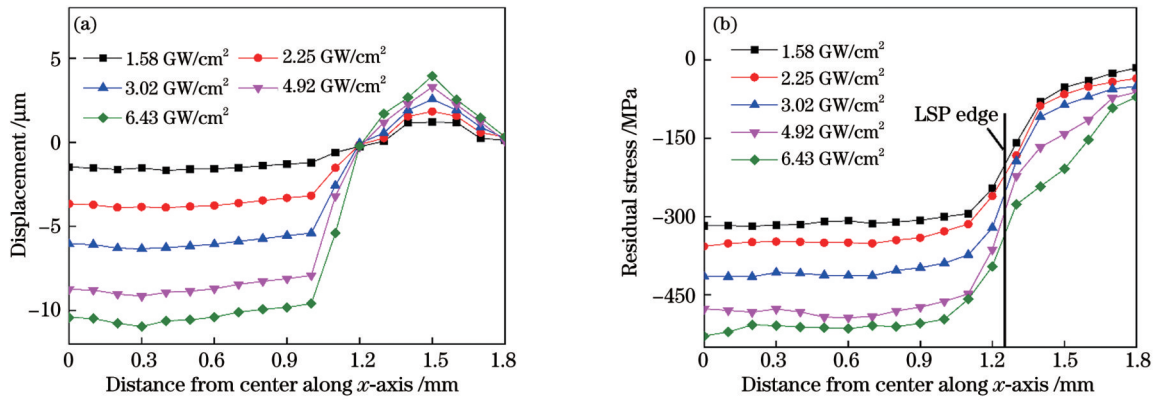 (a)
1.58 GW/cm²
2.25 GW/cm²
3.02 GW/cm²
4.92 GW/cm²
6.43 GW/cm²
5
0
−5
−10
Displacement /μm
0 0.3 0.6 0.9 1.2 1.5 1.8
Distance from center along x-axis /mm
(b)
1.58 GW/cm²
2.25 GW/cm²
3.02 GW/cm²
4.92 GW/cm²
6.43 GW/cm²
LSP edge
0
−150
−300
−450
Residual stress /MPa
0 0.3 0.6 0.9 1.2 1.5 1.8
Distance from center along x-axis /mm